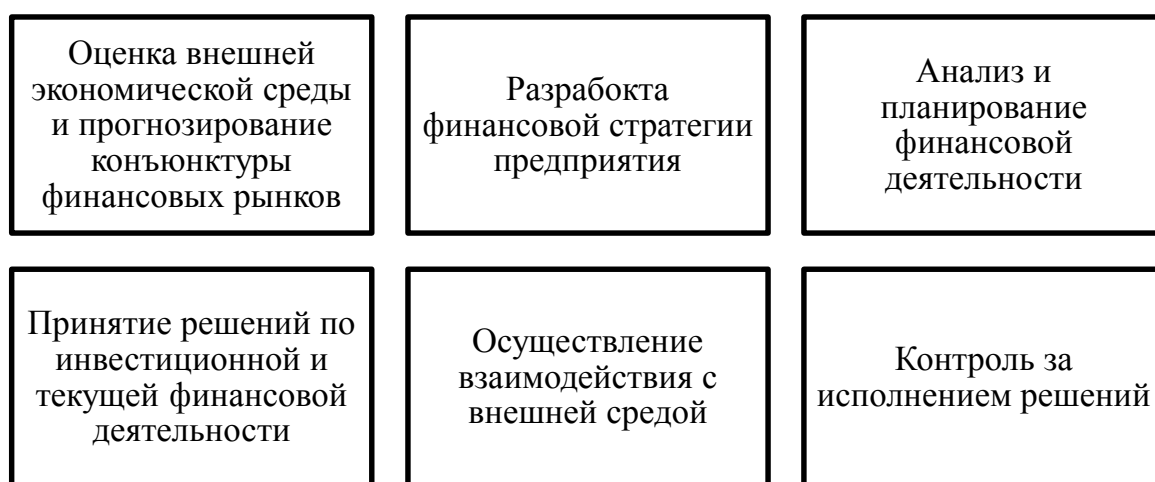 Оценка внешней
экономической среды
и прогнозирование
конъюнктуры
финансовых рынков
Разрабокта
финансовой стратегии
предприятия
Анализ и
планирование
финансовой
деятельности
Принятие решений по
инвестиционной и
текущей финансовой
деятельности
Осуществление
взаимодействия с
внешней средой
Контроль за
исполнением решений